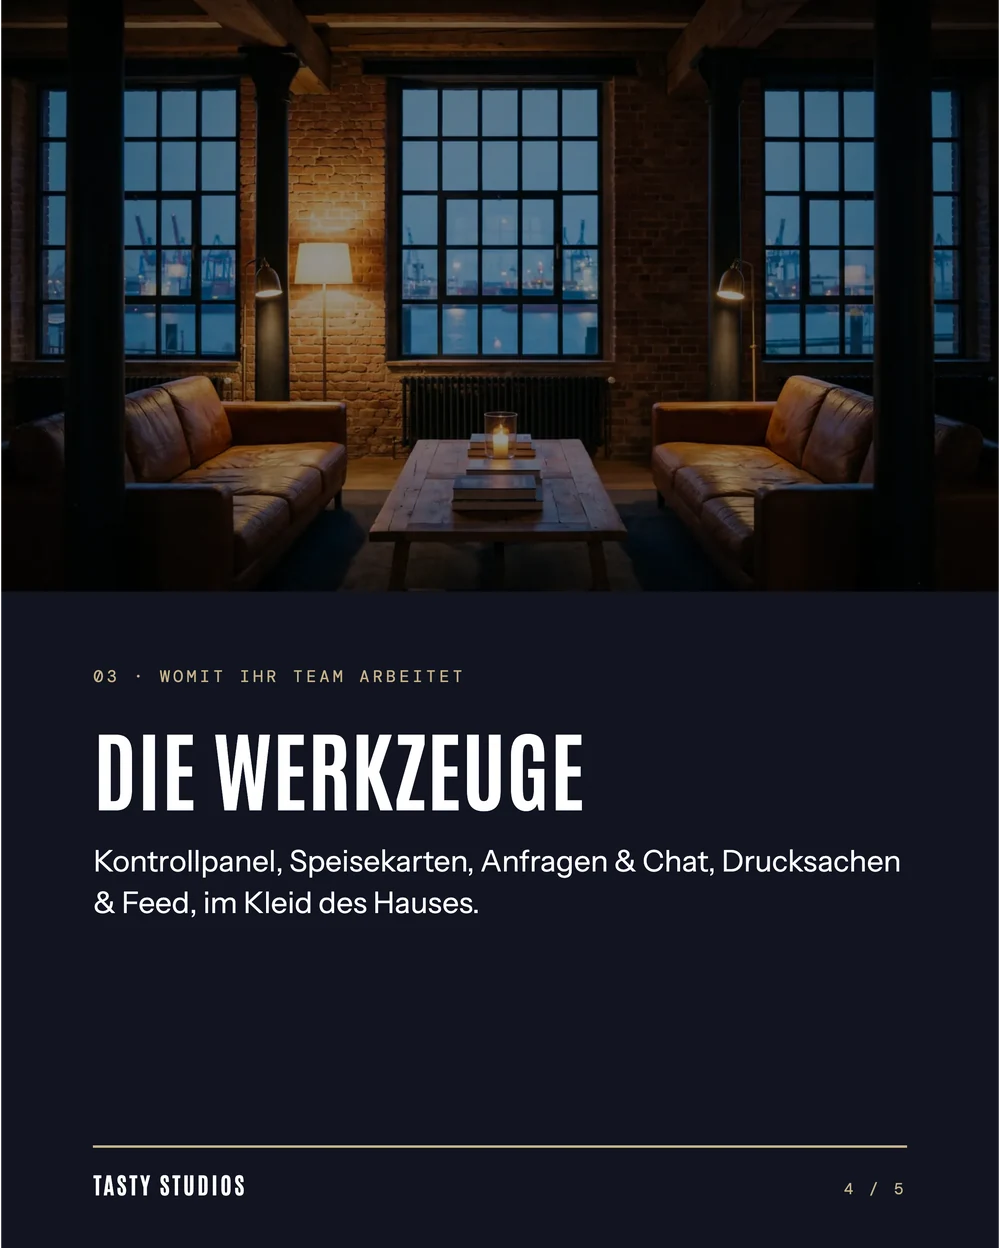 03 · WOMIT IHR TEAM ARBEITET
DIE WERKZEUGE
Kontrollpanel, Speisekarten, Anfragen & Chat, Drucksachen
& Feed, im Kleid des Hauses.
TASTY STUDIOS
4 / 5